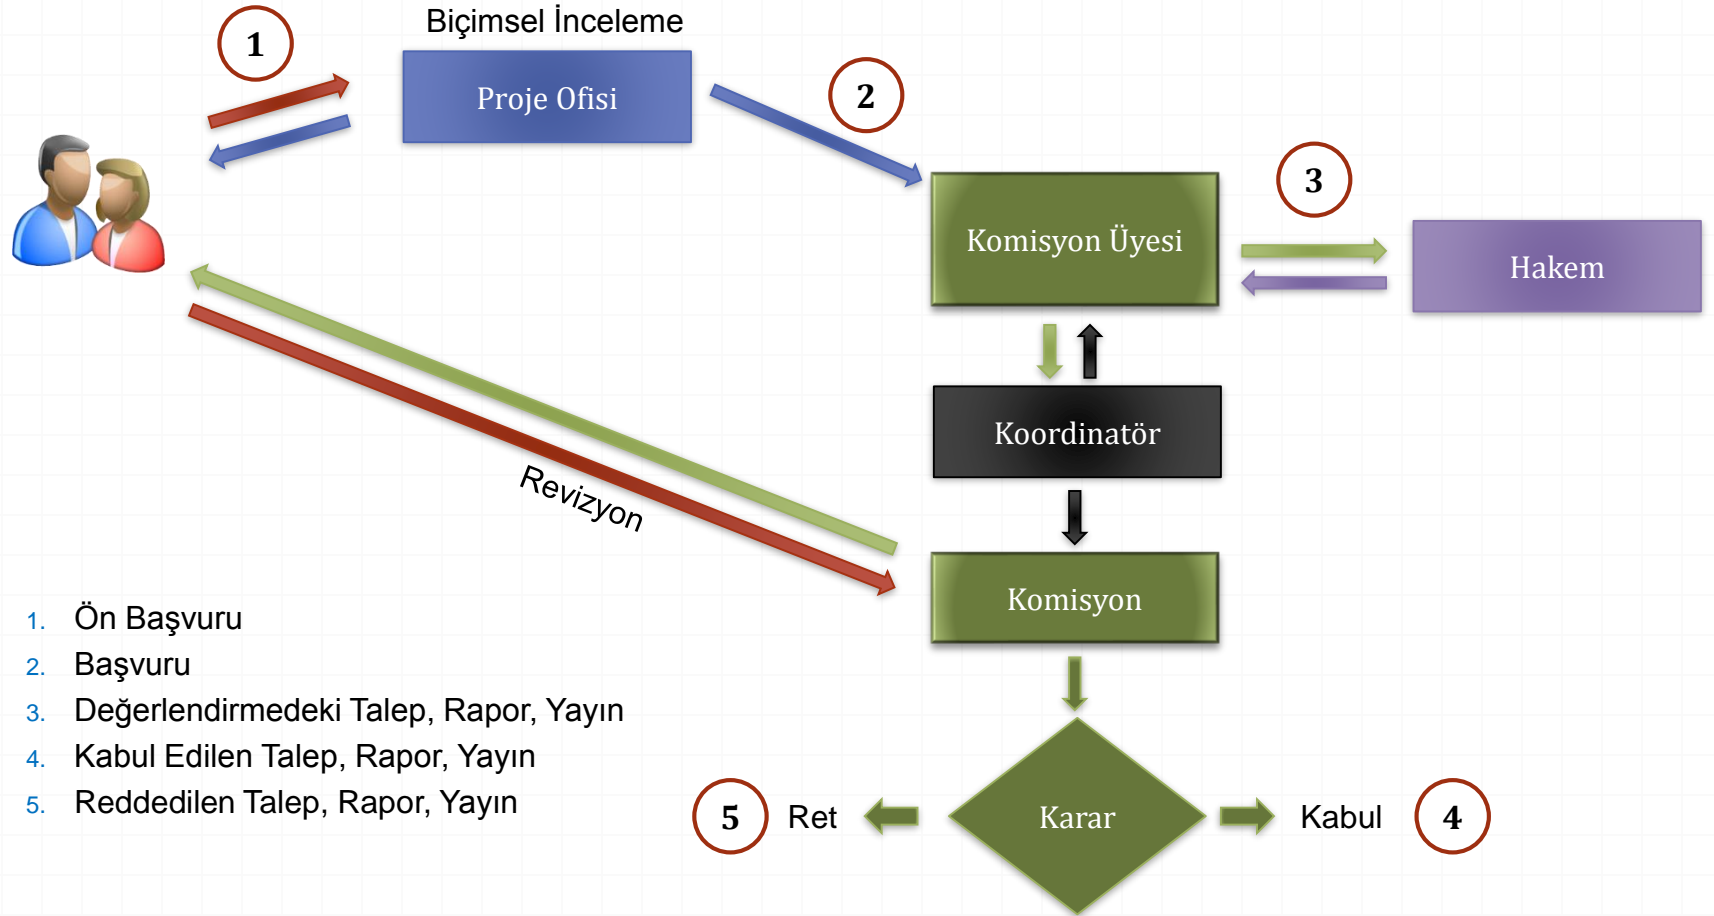 Biçimsel İnceleme
1
Proje Ofisi
2
3
Komisyon Üyesi
Hakem
Koordinatör
Revizyon
Komisyon
1. Ön Başvuru
2. Başvuru
3. Değerlendirmedeki Talep, Rapor, Yayın
4. Kabul Edilen Talep, Rapor, Yayın
5. Reddedilen Talep, Rapor, Yayın
5 Ret
Karar
Kabul 4